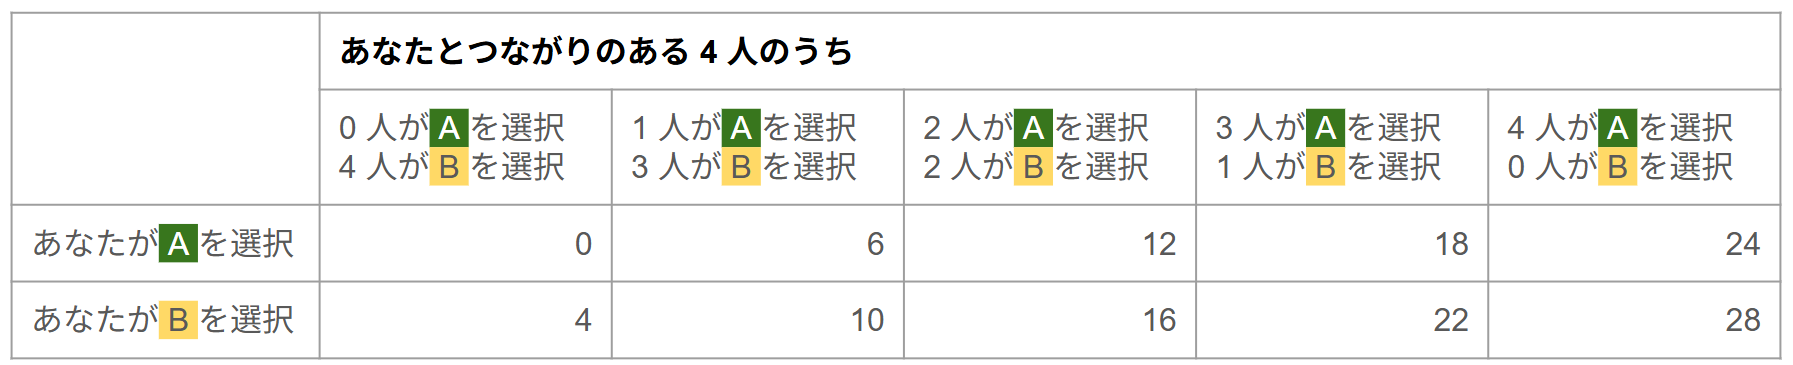 あなたとつながりのある 4 人のうち
0 人が A を選択
4 人が B を選択
1 人が A を選択
3 人が B を選択
2 人が A を選択
2 人が B を選択
3 人が A を選択
1 人が B を選択
4 人が A を選択
0 人が B を選択
あなたが A を選択
0
6
12
18
24
あなたが B を選択
4
10
16
22
28